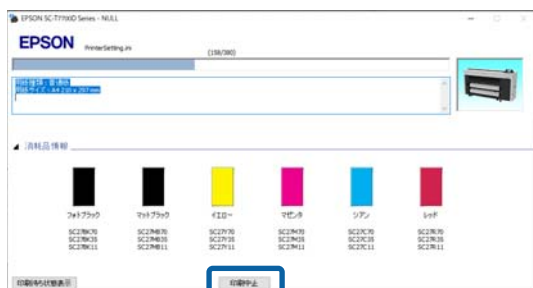 EPSON SC-T7700D Series - NULL
EPSON
PrinterSetting.ini
(158/380)
用紙種類 : 普通紙
用紙サイズ : A4 210 x 297 mm
消耗品情報
フォトブラック マットブラック イエロー マゼンタ シアン レッド
SC27BK70 SC27MB70 SC27Y70 SC27M70 SC27C70 SC27R70
SC27BK35 SC27MB35 SC27Y35 SC27M35 SC27C35 SC27R35
SC27BK11 SC27MB11 SC27Y11 SC27M11 SC27C11 SC27R11
印刷待ち状態表示 印刷中止